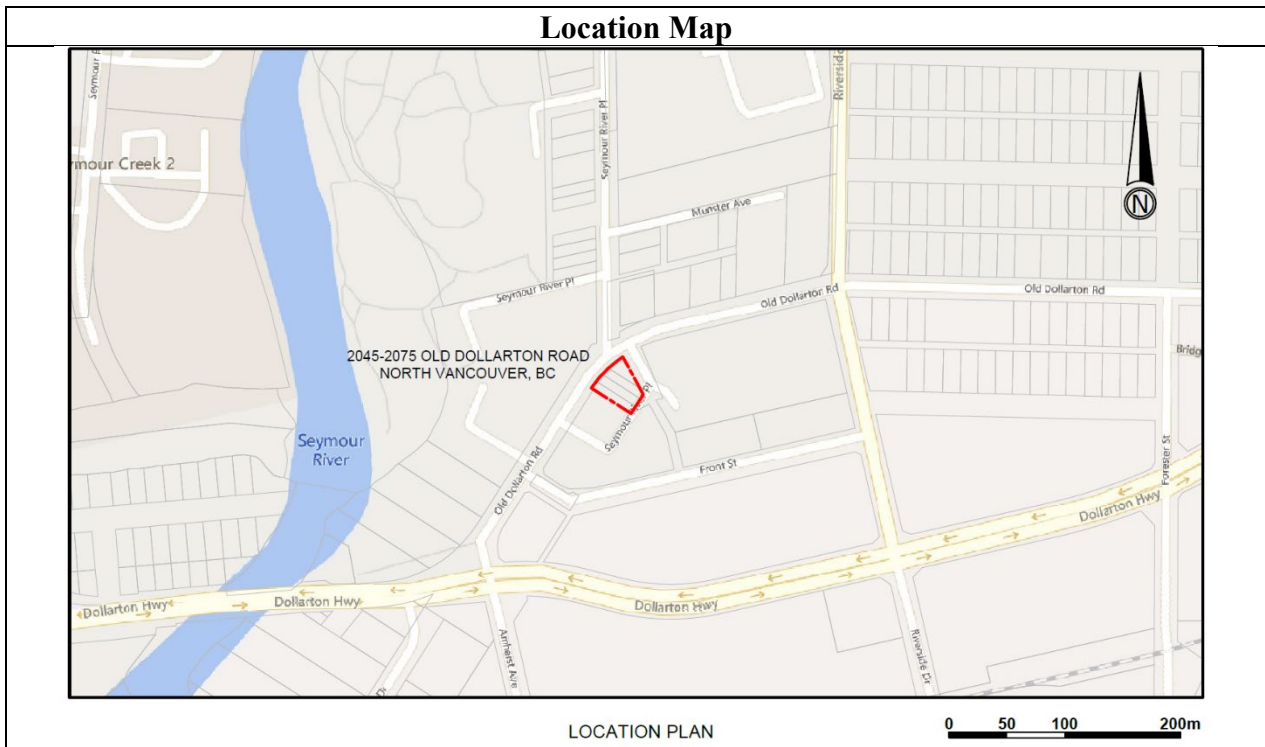 Location Map
Seymour R
Riverside
Seymour River Pl
ymour Creek 2
N
Munster Ave
Seymour River Pl
Old Dollarton Rd
Old Dollarton Rd
2045-2075 OLD DOLLARTON ROAD
NORTH VANCOUVER, BC
Bridg
Seymour
River
Seymour Pl
Old Dollarton Rd
Front St
Forester St
Dollarton Hwy
Dollarton Hwy
Dollarton Hwy
Dollarton Hwy
Amherst Ave
Riverside Dr
Dr
LOCATION PLAN
0 50 100 200m